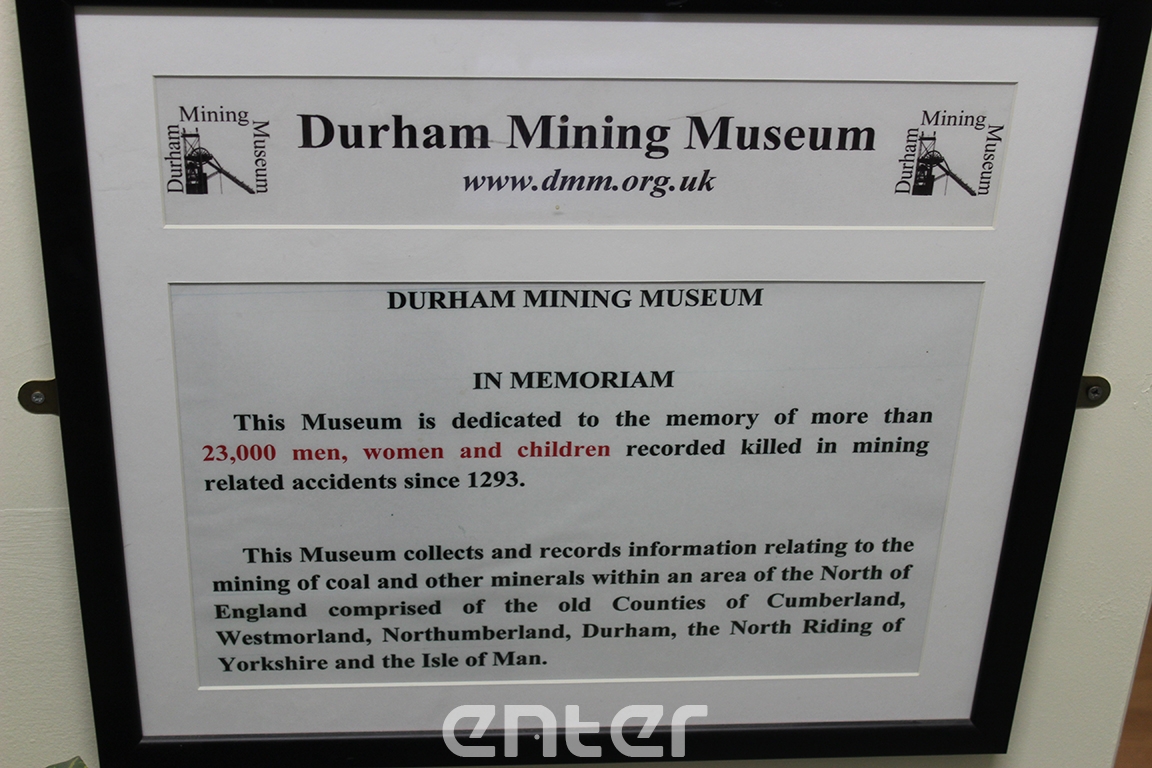 Durham Mining Museum
Durham Mining Museum
Durham Mining Museum
www.dmm.org.uk
DURHAM MINING MUSEUM
IN MEMORIAM
This Museum is dedicated to the memory of more than
23,000 men, women and children recorded killed in mining
related accidents since 1293.
This Museum collects and records information relating to the
mining of coal and other minerals within an area of the North of
England comprised of the old Counties of Cumberland,
Westmorland, Northumberland, Durham, the North Riding of
Yorkshire and the Isle of Man.
enter